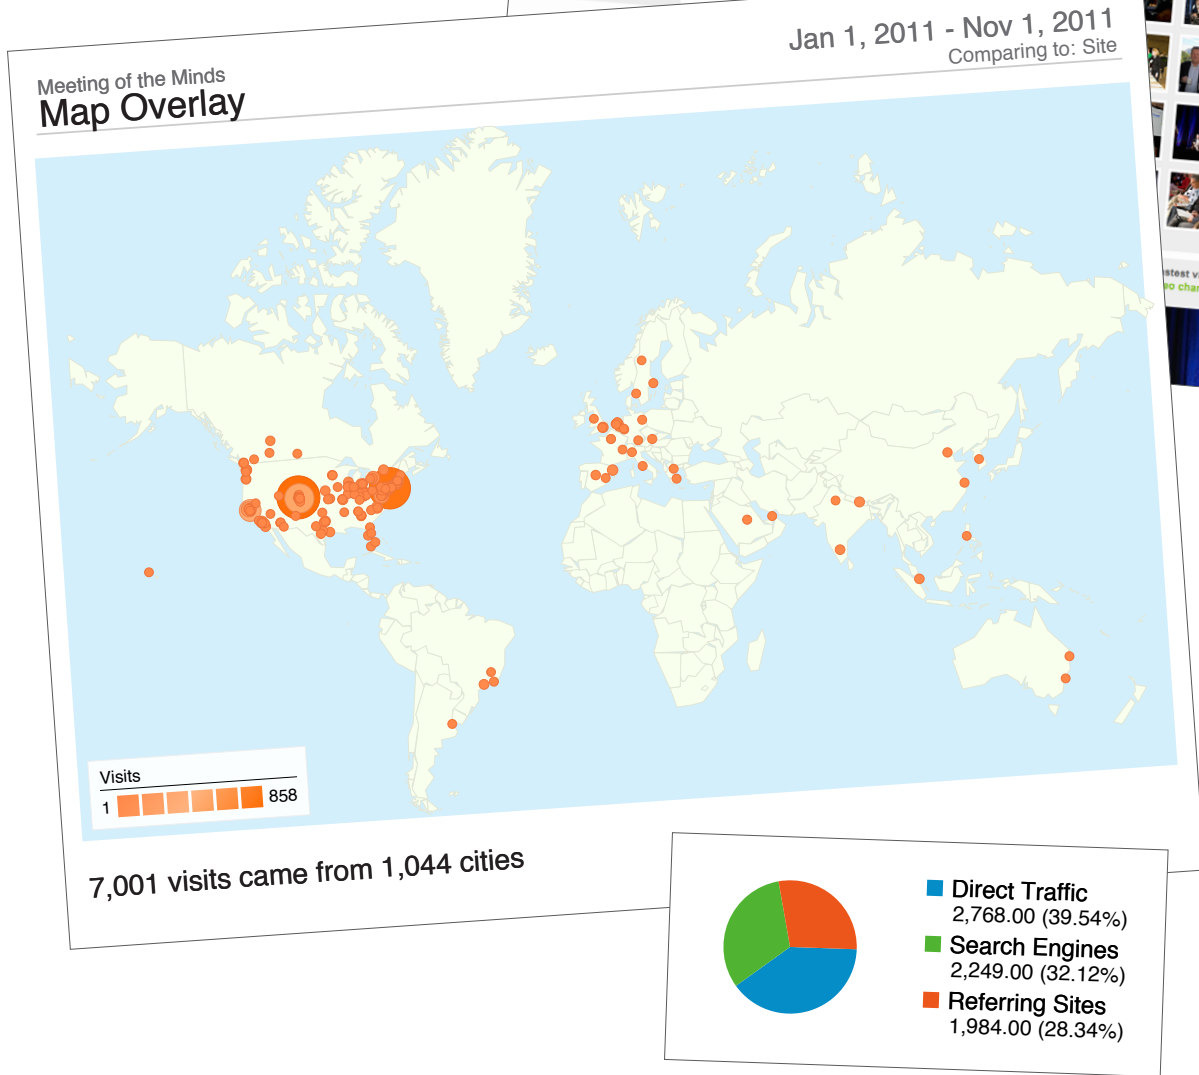 Jan 1, 2011 - Nov 1, 2011
Comparing to: Site
Meeting of the Minds
Map Overlay
Visits
1 858
7,001 visits came from 1,044 cities
Direct Traffic
2,768.00 (39.54%)
Search Engines
2,249.00 (32.12%)
Referring Sites
1,984.00 (28.34%)